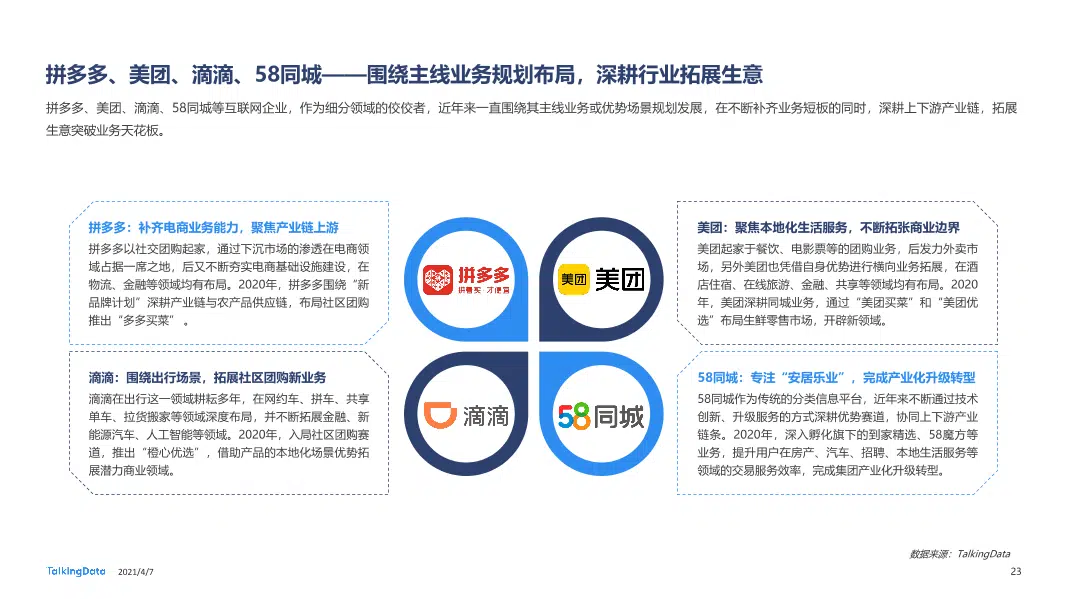 拼多多、美团、滴滴、58同城——围绕主线业务规划布局，深耕行业拓展生意
拼多多、美团、滴滴、58同城等互联网企业，作为细分领域的佼佼者，近年来一直围绕其主线业务或优势场景规划发展，在不断补齐业务短板的同时，深耕上下游产业链，拓展
生意突破业务天花板。
拼多多：补齐电商业务能力，聚焦产业链上游
拼多多以社交团购起家，通过下沉市场的渗透在电商领
域占据一席之地，后又不断夯实电商基础设施建设，在
物流、金融等领域均有布局。2020年，拼多多围绕“新
品牌计划”深耕产业链与农产品供应链，布局社区团购
推出“多多买菜” 。
拼多多
拼着买 才便宜
美团
美团
美团：聚焦本地化生活服务，不断拓张商业边界
美团起家于餐饮、电影票等的团购业务，后发力外卖市
场，另外美团也凭借自身优势进行横向业务拓展，在酒
店住宿、在线旅游、金融、共享等领域均有布局。2020
年，美团深耕同城业务，通过“美团买菜”和“美团优
选”布局生鲜零售市场，开辟新领域。
滴滴：围绕出行场景，拓展社区团购新业务
滴滴在出行这一领域耕耘多年，在网约车、拼车、共享
单车、拉货搬家等领域深度布局，并不断拓展金融、新
能源汽车、人工智能等领域。2020年，入局社区团购赛
道，推出“橙心优选”，借助产品的本地化场景优势拓
展潜力商业领域。
滴滴
58同城
58同城：专注“安居乐业”，完成产业化升级转型
58同城作为传统的分类信息平台，近年来不断通过技术
创新、升级服务的方式深耕优势赛道，协同上下游产业
链条。2020年，深入孵化旗下的到家精选、58魔方等
业务，提升用户在房产、汽车、招聘、本地生活服务等
领域的交易服务效率，完成集团产业化升级转型。
数据来源：TalkingData
TalkingData 2021/4/7
23